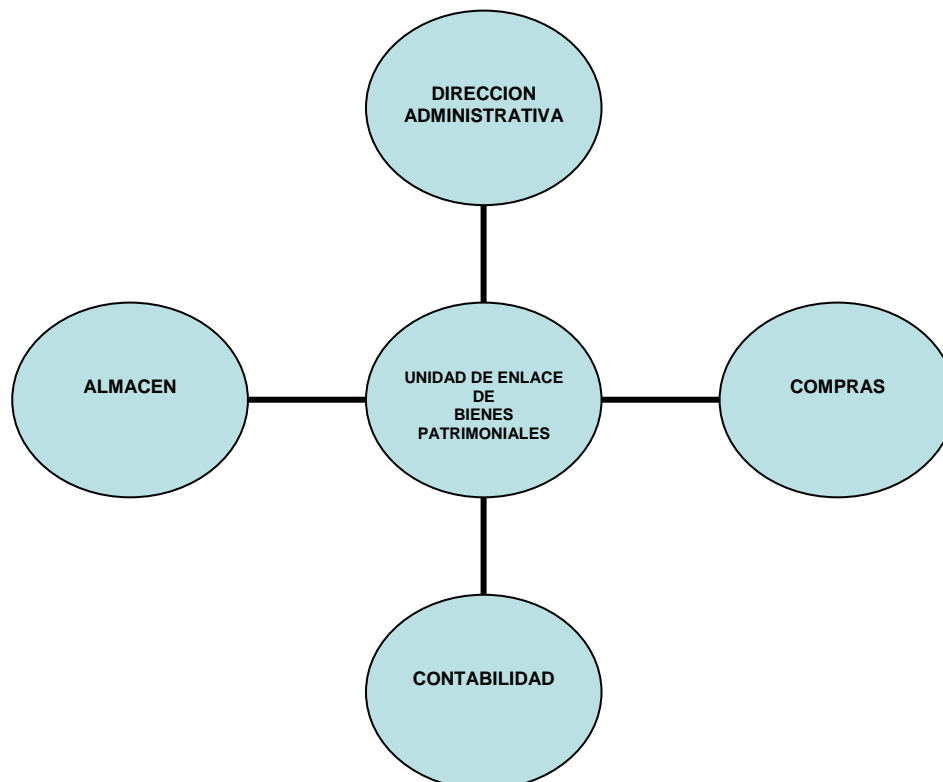 DIRECCION
ADMINISTRATIVA
ALMACEN
UNIDAD DE ENLACE
DE
BIENES
PATRIMONIALES
COMPRAS
CONTABILIDAD